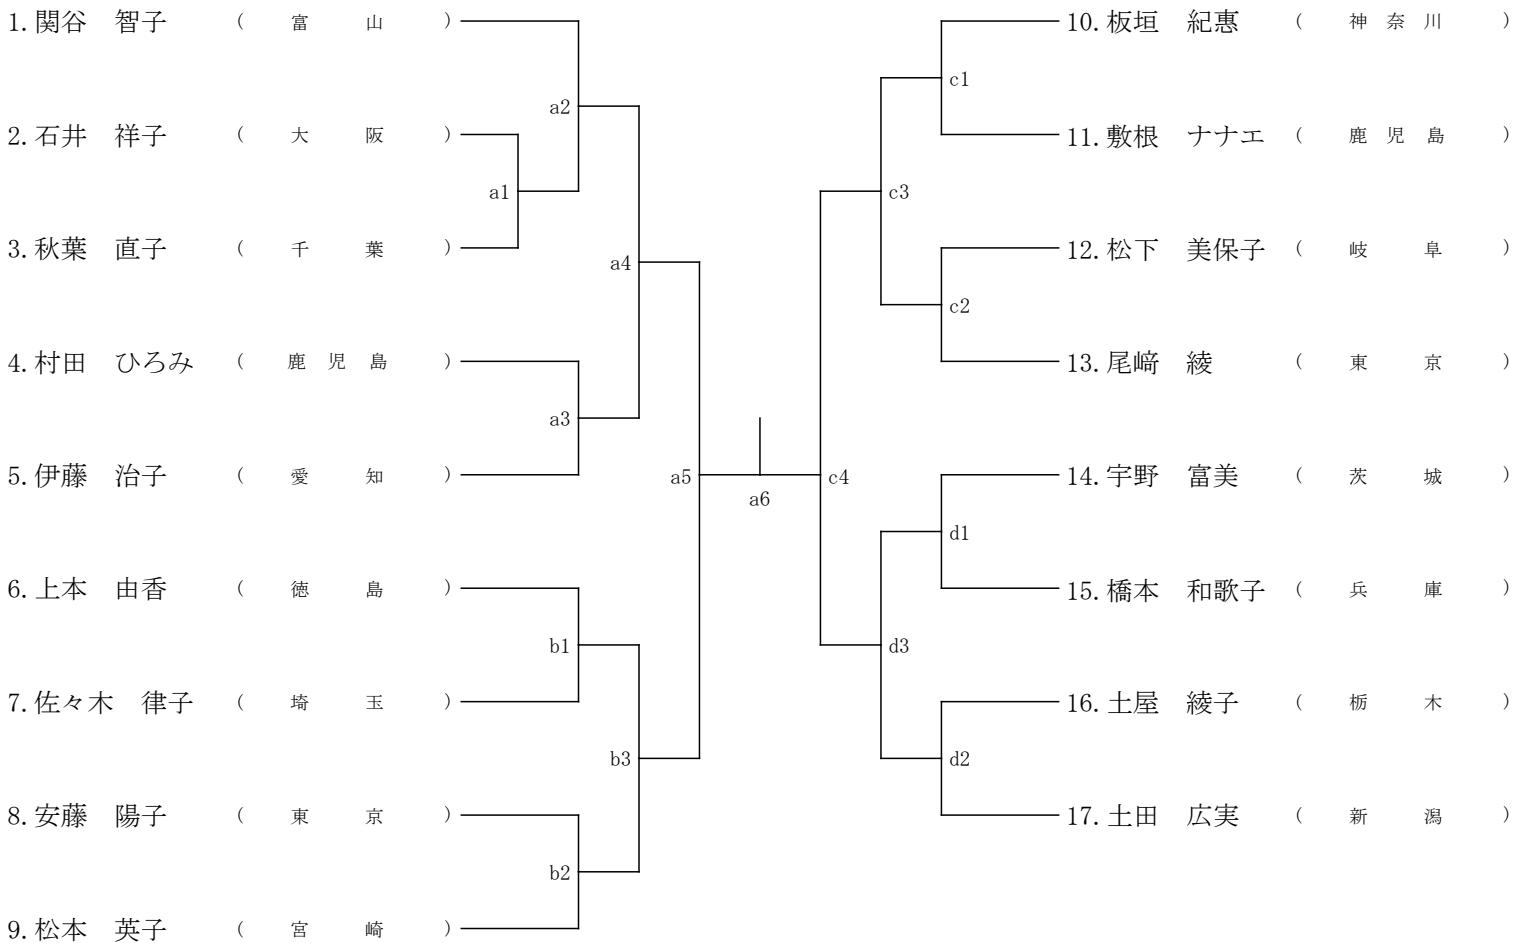 1. 関谷　智子 （ 富 山 ）
a2
2. 石井　祥子 （ 大 阪 ）
a1
3. 秋葉　直子 （ 千 葉 ）
a4
4. 村田　ひろみ （ 鹿 児 島 ）
a3
5. 伊藤　治子 （ 愛 知 ）
a5
6. 上本　由香 （ 徳 島 ）
b1
7. 佐々木　律子 （ 埼 玉 ）
b3
8. 安藤　陽子 （ 東 京 ）
b2
9. 松本　英子 （ 宮 崎 ）
a6
10. 板垣　紀惠 （ 神 奈 川 ）
c1
11. 敷根　ナナエ （ 鹿 児 島 ）
c3
12. 松下　美保子 （ 岐 阜 ）
c2
13. 尾﨑　綾 （ 東 京 ）
c4
14. 宇野　富美 （ 茨 城 ）
d1
15. 橋本　和歌子 （ 兵 庫 ）
d3
16. 土屋　綾子 （ 栃 木 ）
d2
17. 土田　広実 （ 新 潟 ）